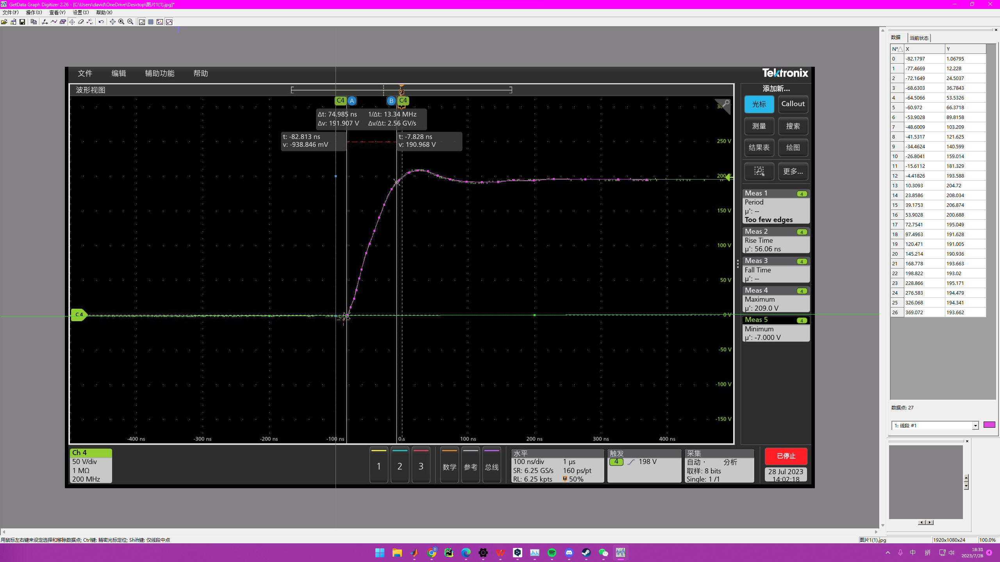 GetData Graph Digitizer 2.26 - [C:\Users\david\OneDrive\Desktop\图片1(1).jpg]*
文件(F) 操作(O) 查看(V) 设置(S) 帮助(H)
文件 编辑 辅助功能 帮助
Tektronix
波形视图
C4 A B C4
Δt: 74.985 ns 1/Δt: 13.34 MHz
Δv: 191.907 V Δv/Δt: 2.56 GV/s
t: -82.813 ns
v: -938.846 mV
t: -7.828 ns
v: 190.968 V
250 V
200 V
150 V
100 V
50 V
0 V
-50 V
-100 V
-150 V
C 4
-400 ns -300 ns -200 ns -100 ns 0 s 100 ns 200 ns 300 ns 400 ns
添加新...
光标 Callout
测量 搜索
结果表 绘图
更多...
Meas 1 4
Period
μ': --
Too few edges
Meas 2 4
Rise Time
μ': 56.06 ns
Meas 3 4
Fall Time
μ': --
Meas 4 4
Maximum
μ': 209.0 V
Meas 5 4
Minimum
μ': -7.000 V
Ch 4
50 V/div
1 MΩ
200 MHz
1 2 3 数学 参考 总线
水平
100 ns/div 1 μs
SR: 6.25 GS/s 160 ps/pt
RL: 6.25 kpts 50%
触发
4 198 V
采集
自动， 分析
取样: 8 bits
Single: 1 /1
已停止
28 Jul 2023
14:02:18
数据 当前状态
N° X Y
0 -82.1797 1.06795
1 -77.4669 12.228
2 -72.1649 24.5037
3 -68.6303 36.7843
4 -64.5066 53.5326
5 -60.972 66.3718
6 -53.9028 89.8158
7 -48.6009 103.209
8 -41.5317 121.625
9 -34.4624 140.599
10 -26.8041 159.014
11 -15.6112 181.329
12 -4.41826 193.588
13 10.3093 204.72
14 23.8586 208.034
15 39.1753 206.874
16 53.9028 200.688
17 72.7541 195.049
18 97.4963 191.628
19 120.471 191.005
20 145.214 190.936
21 168.778 193.663
22 198.822 193.02
23 228.866 195.171
24 276.583 194.479
25 326.068 194.341
26 369.072 193.662
数据点: 27
1: 线段 #1
用鼠标左右键来设定选择和移除数据点; Ctrl键: 精密光标定位; Shift键: 仅线段中点
图片1(1).jpg 1920x1080x24 100.0%
中 拼 18:31
2023/7/28 4